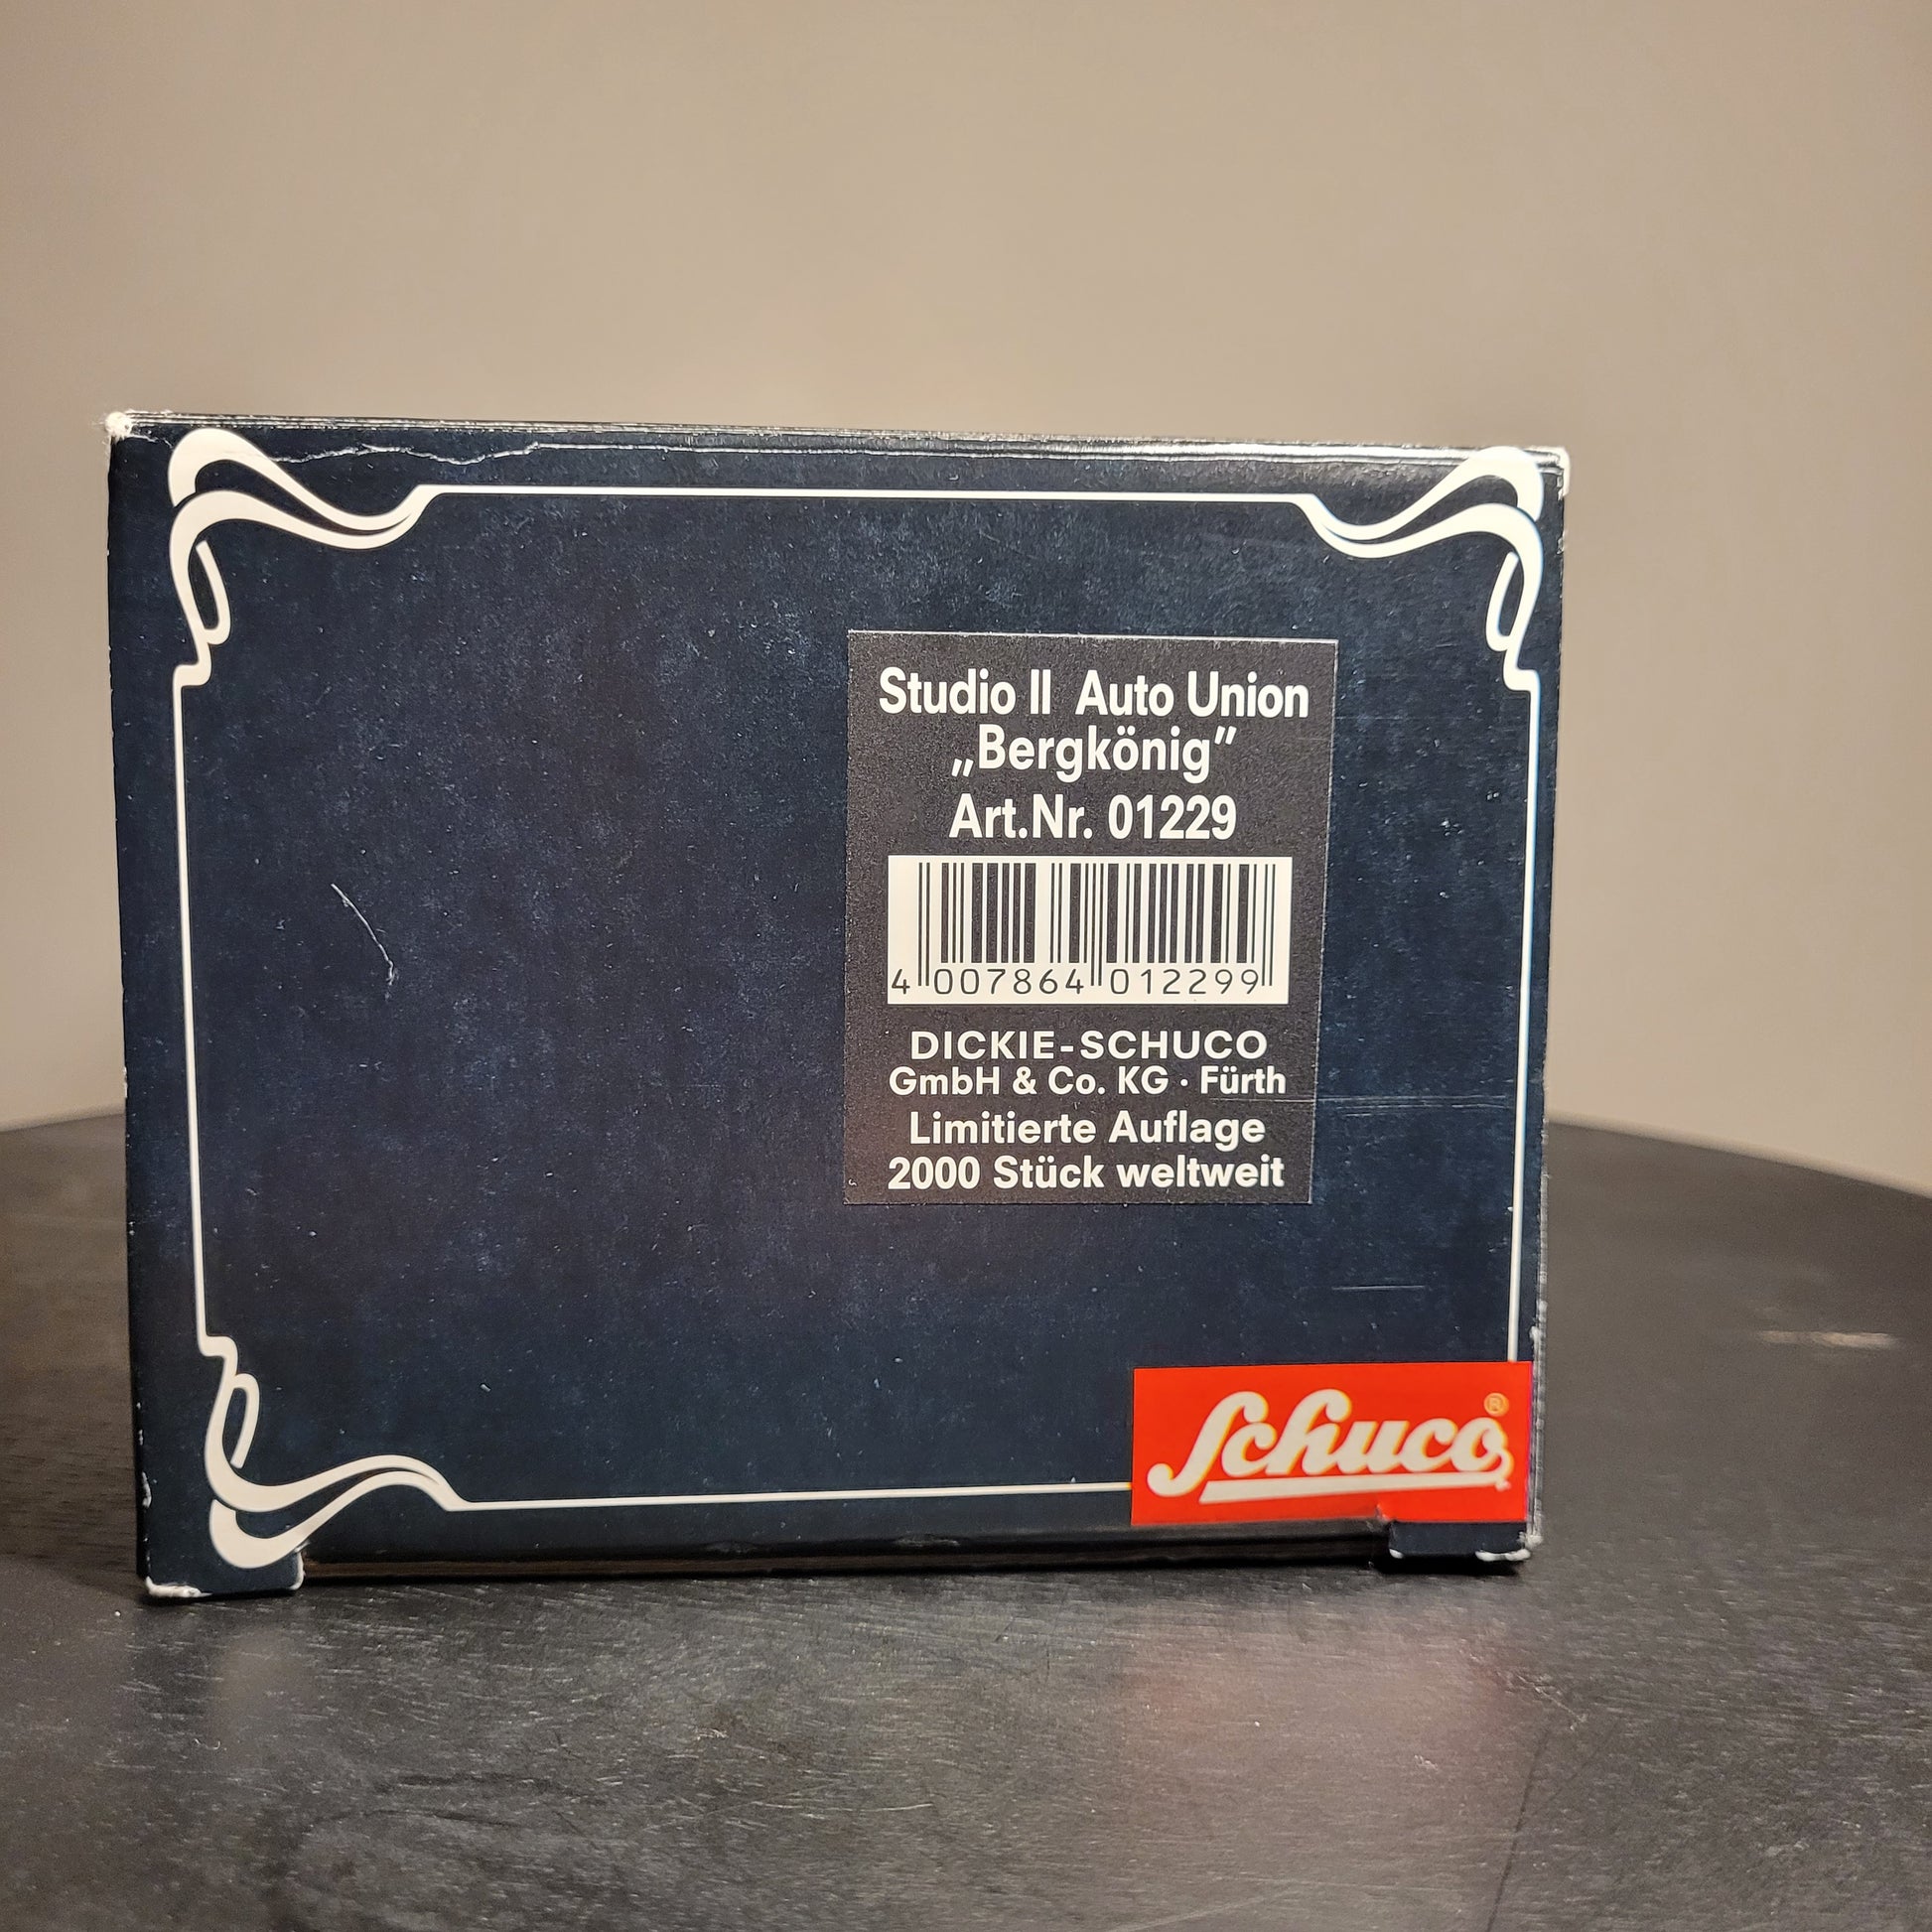 Studio II Auto Union
„Bergkönig”
Art.Nr. 01229
4 007864 012299
DICKIE-SCHUCO
GmbH & Co. KG · Fürth
Limitierte Auflage
2000 Stück weltweit
Schuco®